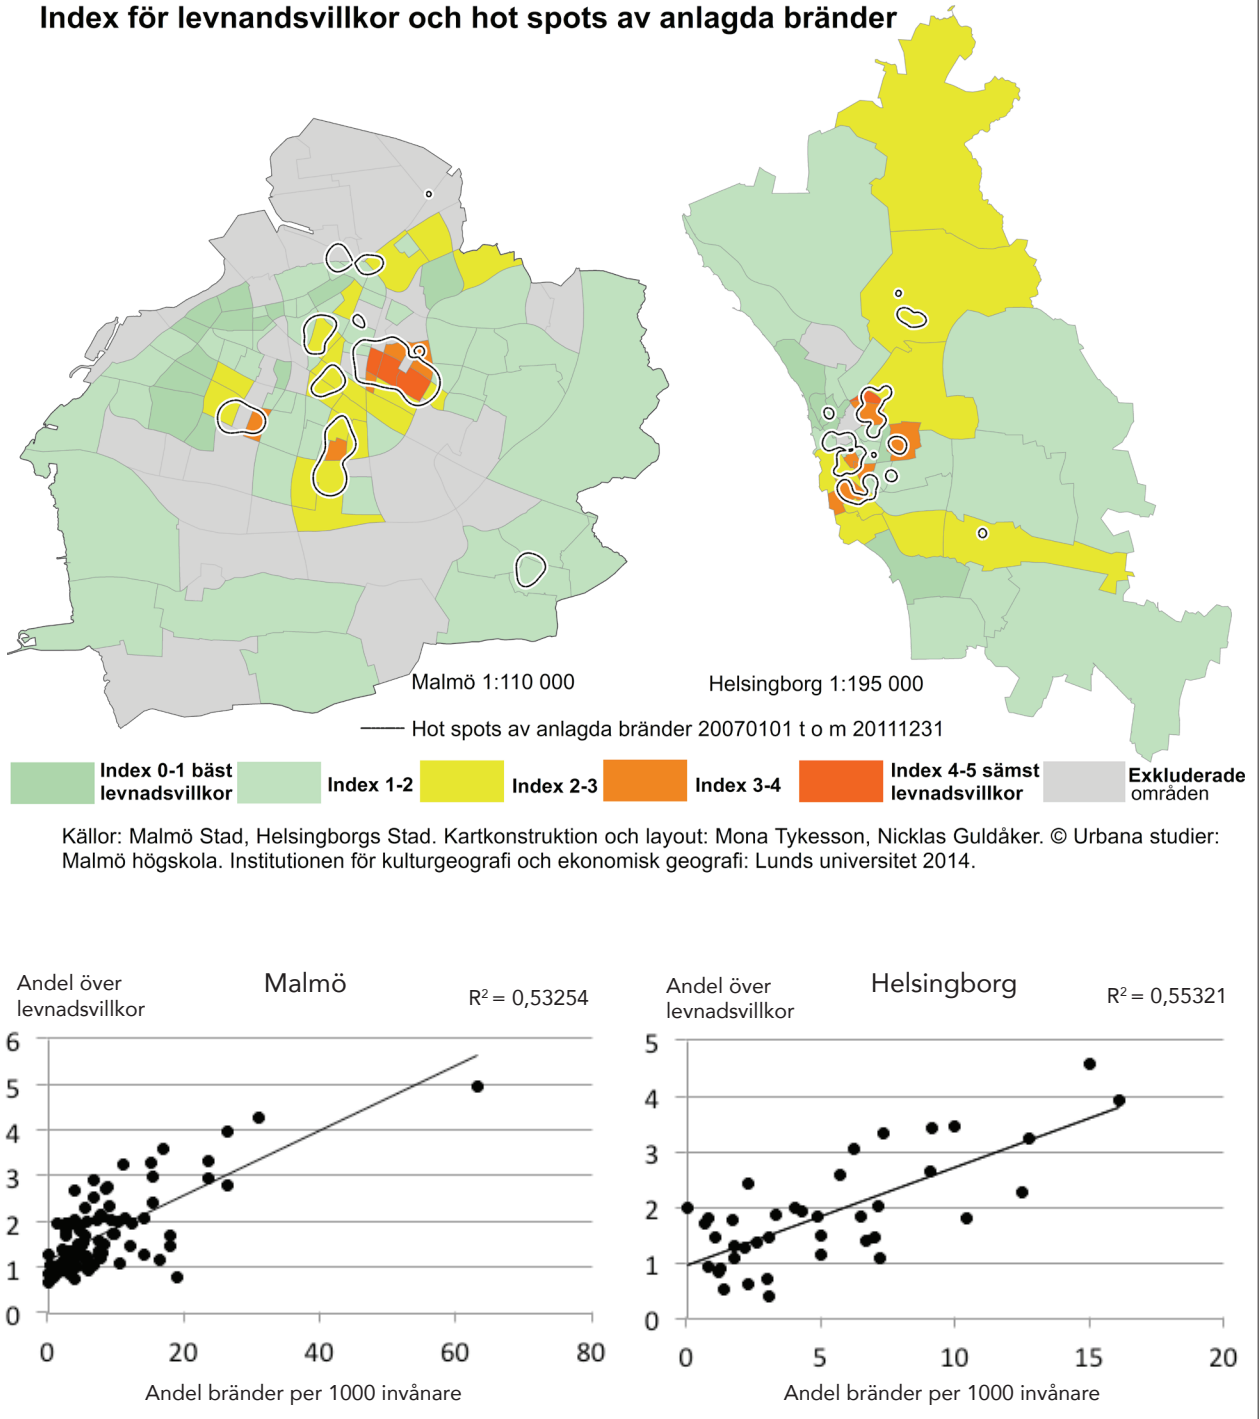 Index för levnandsvillkor och hot spots av anlagda bränder
Malmö 1:110 000
Helsingborg 1:195 000
Hot spots av anlagda bränder 20070101 t o m 20111231
Index 0-1 bäst
levnadsvillkor
Index 1-2
Index 2-3
Index 3-4
Index 4-5 sämst
levnadsvillkor
Exkluderade
områden
Källor: Malmö Stad, Helsingborgs Stad. Kartkonstruktion och layout: Mona Tykesson, Nicklas Guldåker. © Urbana studier:
Malmö högskola. Institutionen för kulturgeografi och ekonomisk geografi: Lunds universitet 2014.
Andel över
levnadsvillkor
Malmö
R² = 0,53254
6
5
4
3
2
1
0
0 20 40 60 80
Andel bränder per 1000 invånare
Andel över
levnadsvillkor
Helsingborg
R² = 0,55321
5
4
3
2
1
0
0 5 10 15 20
Andel bränder per 1000 invånare